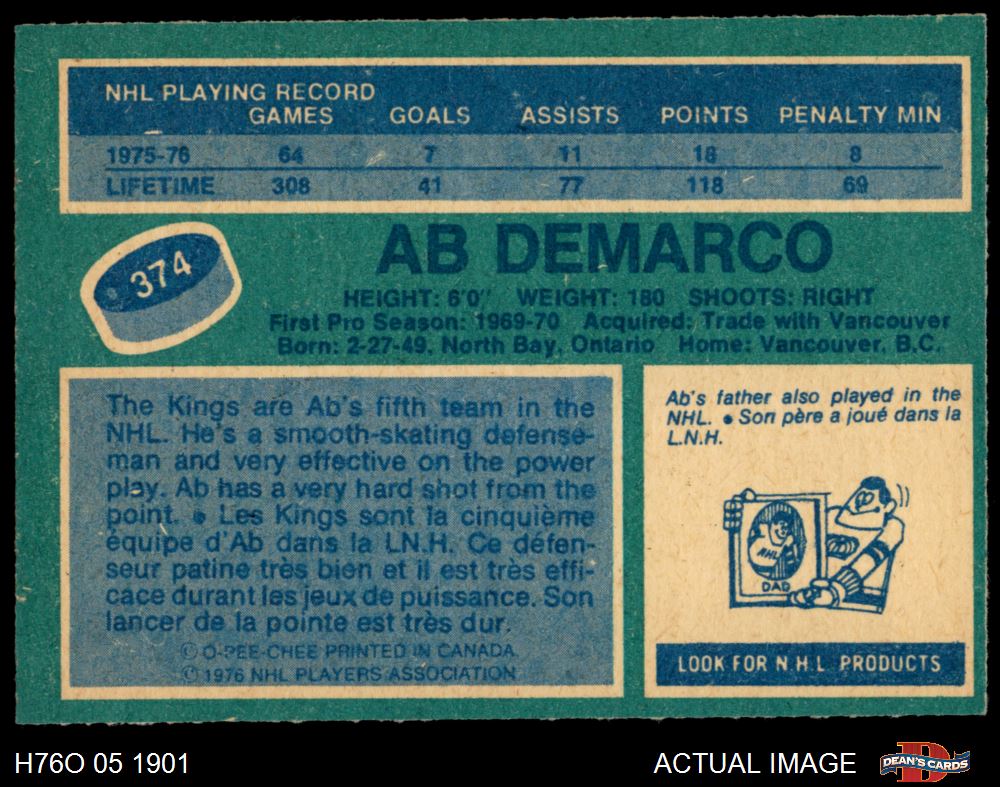 NHL PLAYING RECORD
GAMES GOALS ASSISTS POINTS PENALTY MIN
1975-76 64 7 11 18 8
LIFETIME 308 41 77 118 69
374
AB DEMARCO
HEIGHT: 6'0" WEIGHT: 180 SHOOTS: RIGHT
First Pro Season: 1969-70 Acquired: Trade with Vancouver
Born: 2-27-49, North Bay, Ontario Home: Vancouver, B.C.
The Kings are Ab's fifth team in the
NHL. He's a smooth-skating defense-
man and very effective on the power
play. Ab has a very hard shot from the
point. ● Les Kings sont la cinquième
équipe d'Ab dans la LN.H. Ce défen-
seur patine très bien et il est très effi-
cace durant les jeux de puissance. Son
lancer de la pointe est très dur.
© O-PEE-CHEE PRINTED IN CANADA.
© 1976 NHL PLAYERS ASSOCIATION
Ab's father also played in the
NHL. ● Son père a joué dans la
L.N.H.
NHL
DAD
LOOK FOR N.H.L PRODUCTS
H76O 05 1901
ACTUAL IMAGE
D
DEAN'S CARDS